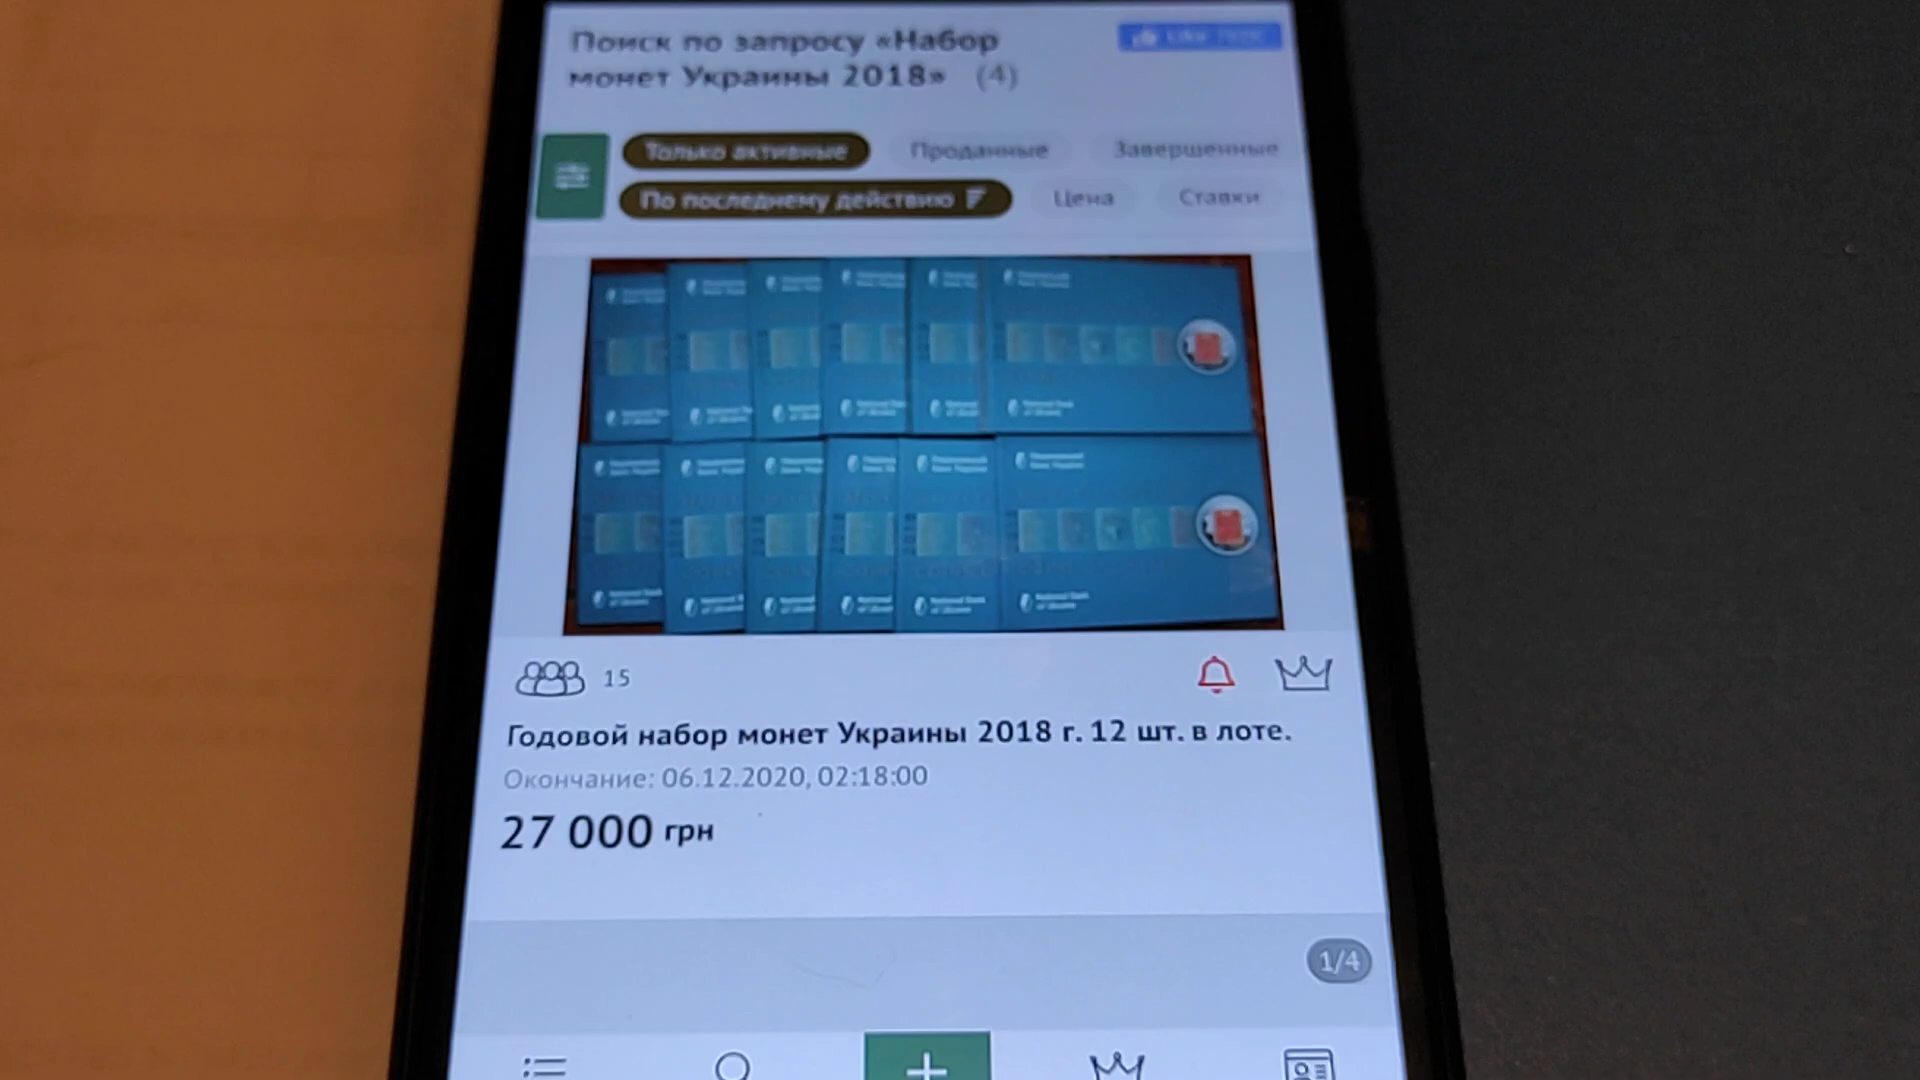 Поиск по запросу «Набор
монет Украины 2018» (4)
Like
Только активные Проданные Завершенные
По последнему действию Цена Ставки
15
Годовой набор монет Украины 2018 г. 12 шт. в лоте.
Окончание: 06.12.2020, 02:18:00
27 000 грн
1/4